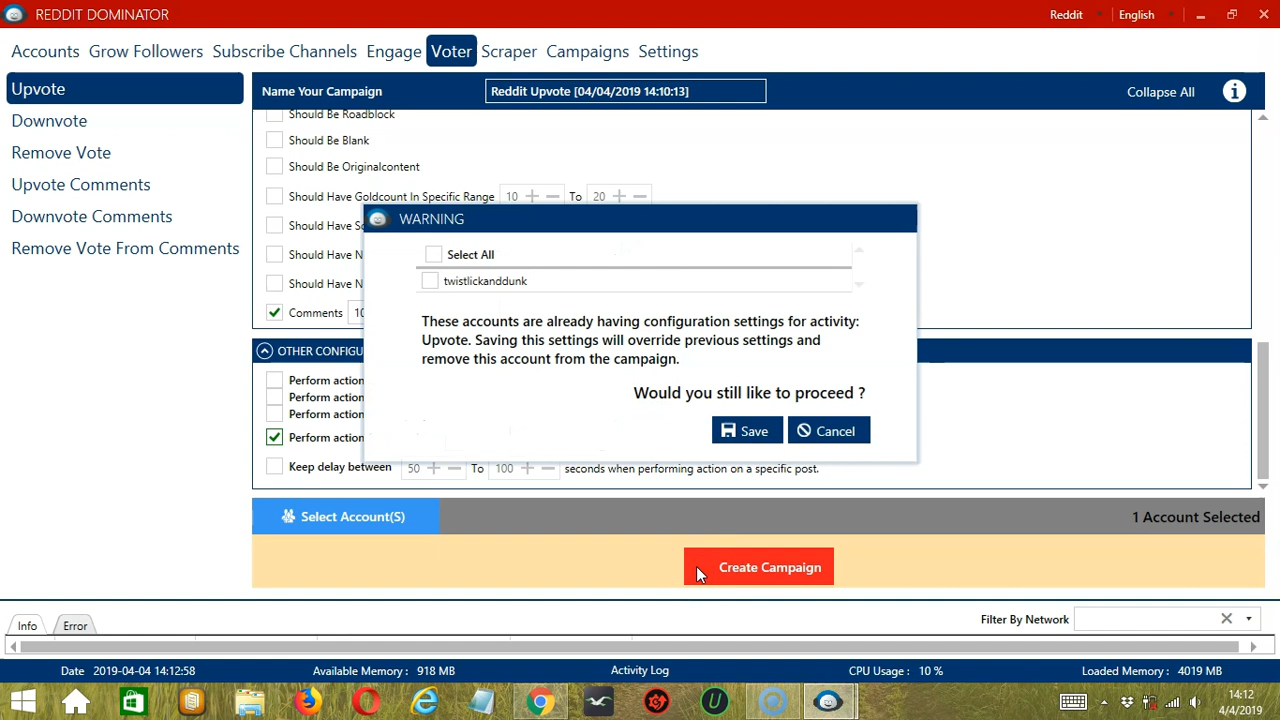 REDDIT DOMINATOR
Reddit
English
Accounts Grow Followers Subscribe Channels Engage Voter Scraper Campaigns Settings
Upvote
Downvote
Remove Vote
Upvote Comments
Downvote Comments
Remove Vote From Comments
Name Your Campaign
Reddit Upvote [04/04/2019 14:10:13]
Collapse All
Should Be Roadblock
Should Be Blank
Should Be Originalcontent
Should Have Goldcount In Specific Range 10 To 20
Should Have
Should Have N
Should Have N
Comments 10
WARNING
Select All
twistlickanddunk
These accounts are already having configuration settings for activity:
Upvote. Saving this settings will override previous settings and
remove this account from the campaign.
Would you still like to proceed ?
Save Cancel
OTHER CONFIGU
Perform action
Perform action
Perform action
Perform action
Keep delay between 50 To 100 seconds when performing action on a specific post.
Select Account(S)
1 Account Selected
Create Campaign
Info Error
Filter By Network
Date 2019-04-04 14:12:58
Available Memory : 918 MB
Activity Log
CPU Usage : 10 %
Loaded Memory : 4019 MB
14:12
4/4/2019